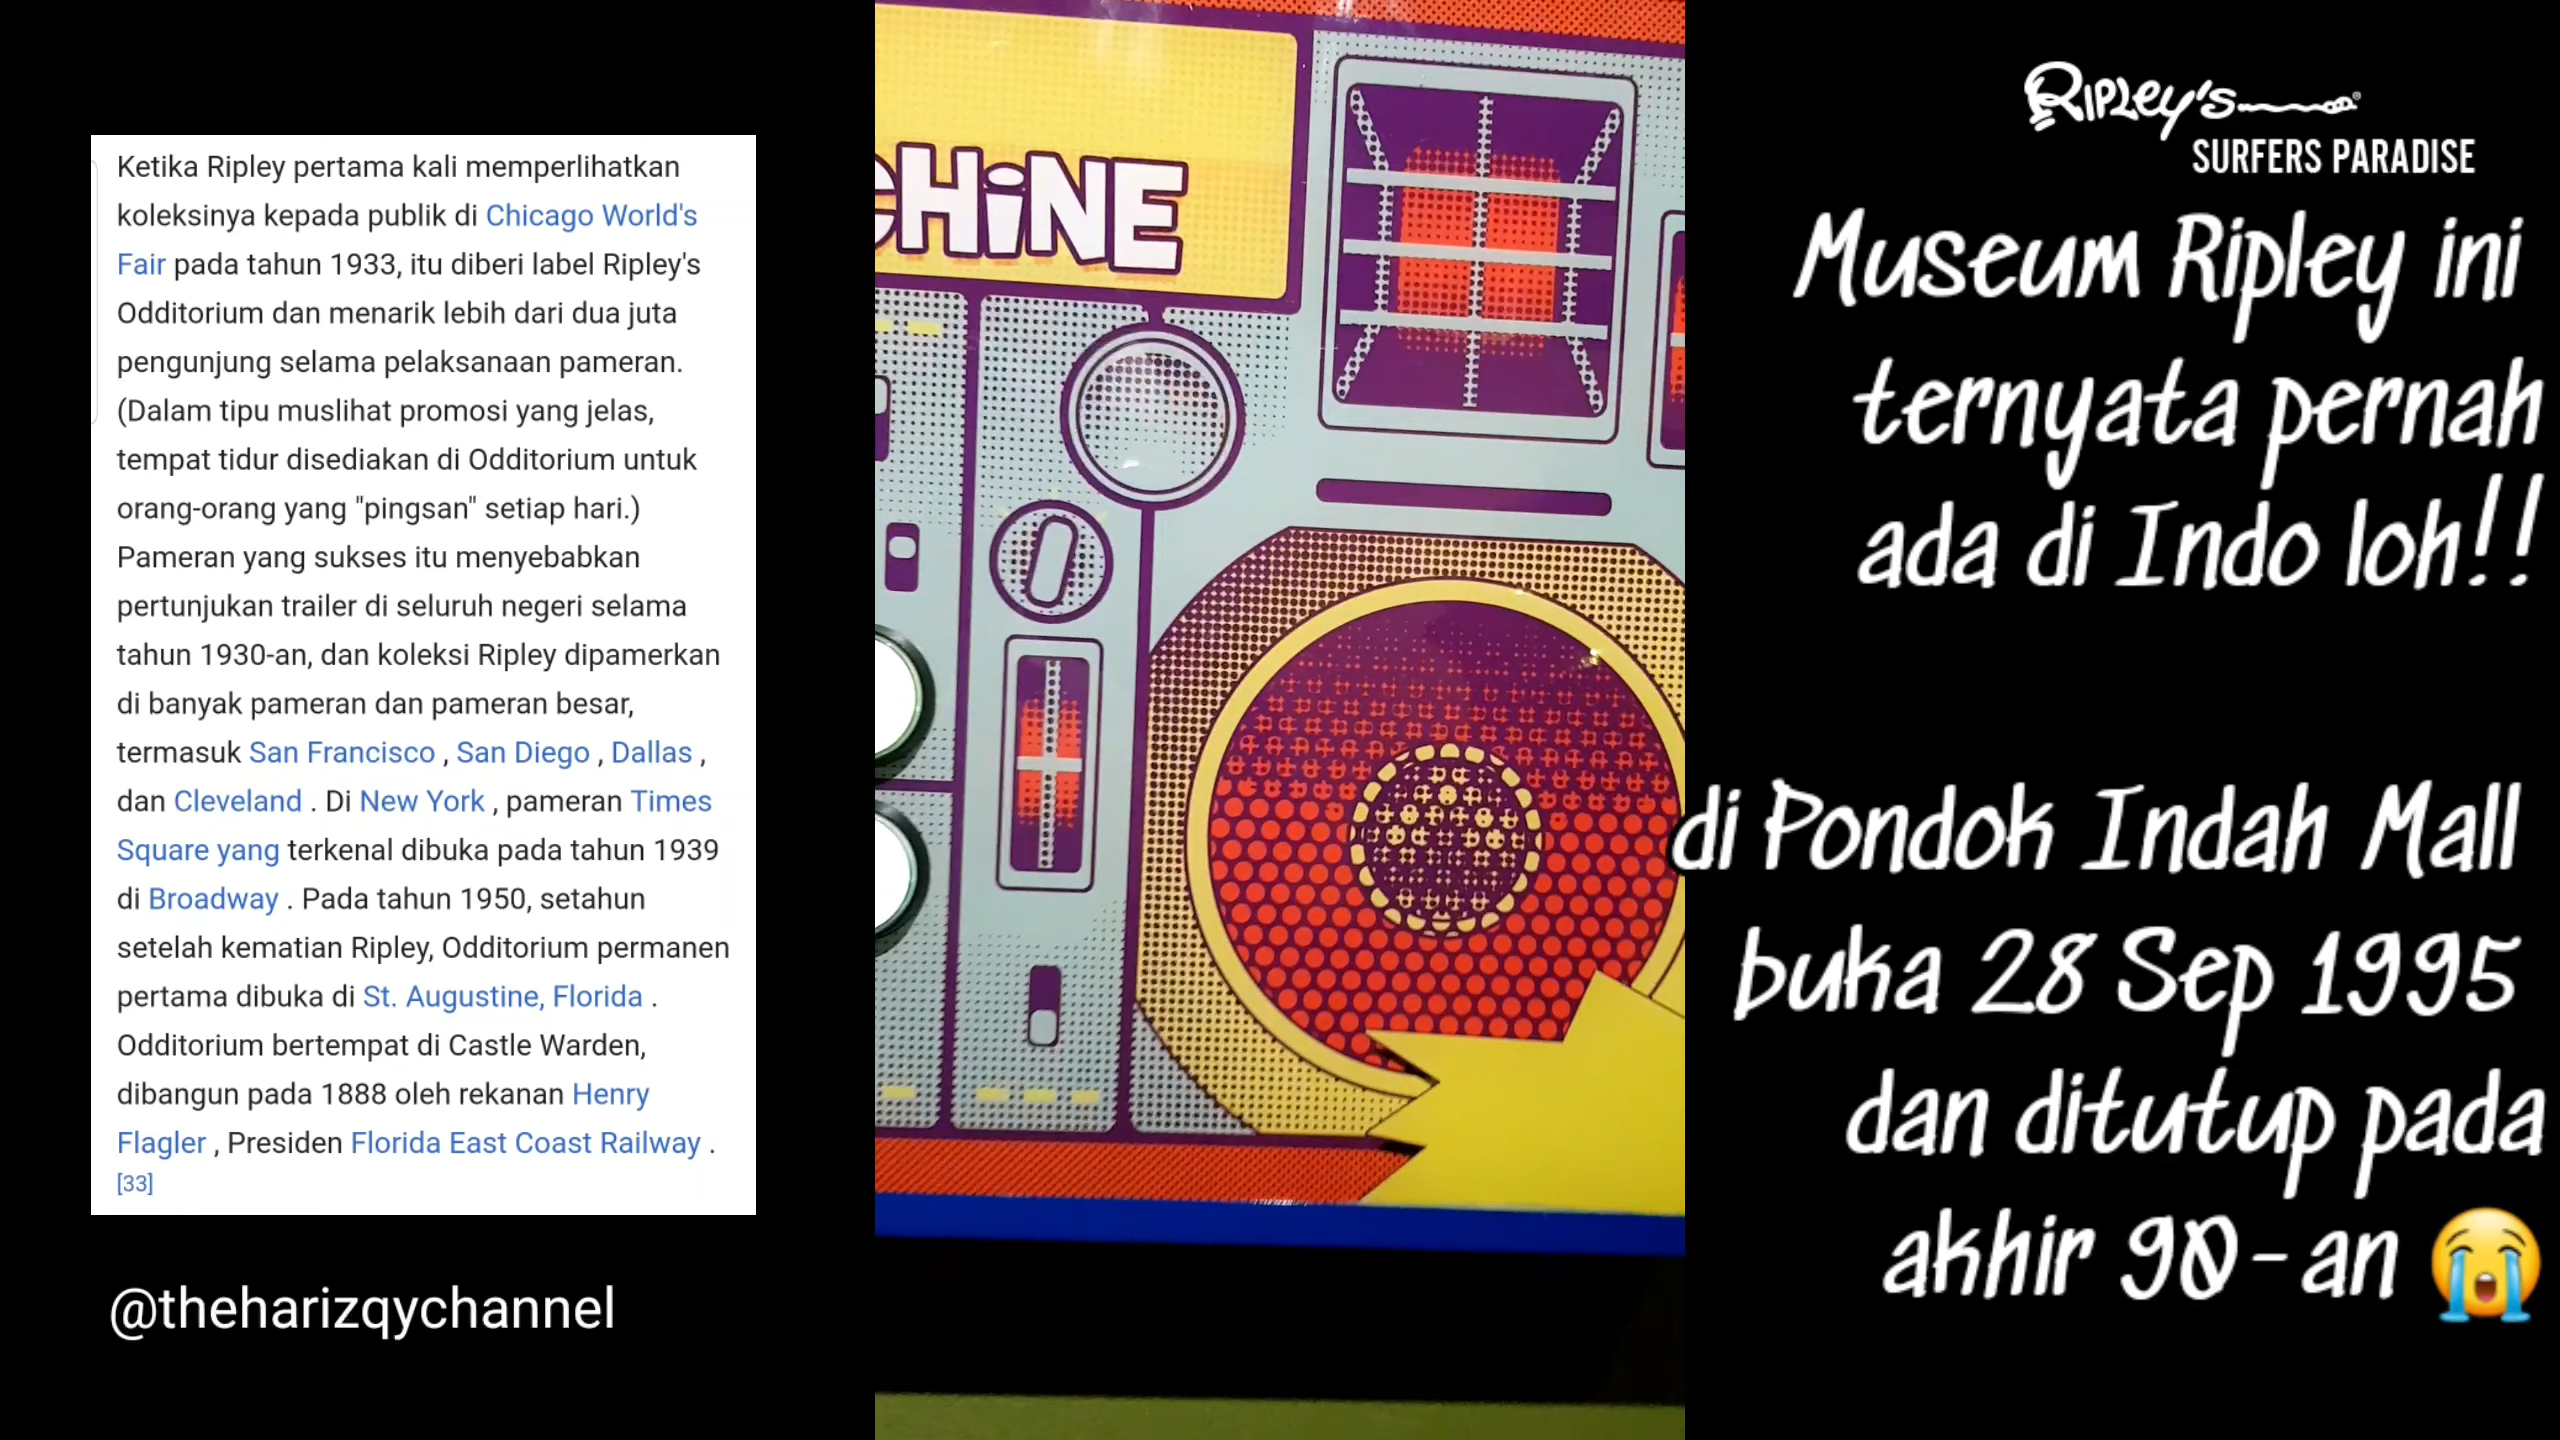 Ketika Ripley pertama kali memperlihatkan
koleksinya kepada publik di Chicago World's
Fair pada tahun 1933, itu diberi label Ripley's
Odditorium dan menarik lebih dari dua juta
pengunjung selama pelaksanaan pameran.
(Dalam tipu muslihat promosi yang jelas,
tempat tidur disediakan di Odditorium untuk
orang-orang yang "pingsan" setiap hari.)
Pameran yang sukses itu menyebabkan
pertunjukan trailer di seluruh negeri selama
tahun 1930-an, dan koleksi Ripley dipamerkan
di banyak pameran dan pameran besar,
termasuk San Francisco , San Diego , Dallas ,
dan Cleveland . Di New York , pameran Times
Square yang terkenal dibuka pada tahun 1939
di Broadway . Pada tahun 1950, setahun
setelah kematian Ripley, Odditorium permanen
pertama dibuka di St. Augustine, Florida .
Odditorium bertempat di Castle Warden,
dibangun pada 1888 oleh rekanan Henry
Flagler , Presiden Florida East Coast Railway .
[33]
@theharizqychannel
CHiNE
RIPLEY'S
SURFERS PARADISE
Museum Ripley ini
ternyata pernah
ada di Indo loh!!
di Pondok Indah Mall
buka 28 Sep 1995
dan ditutup pada
akhir 90-an 😭